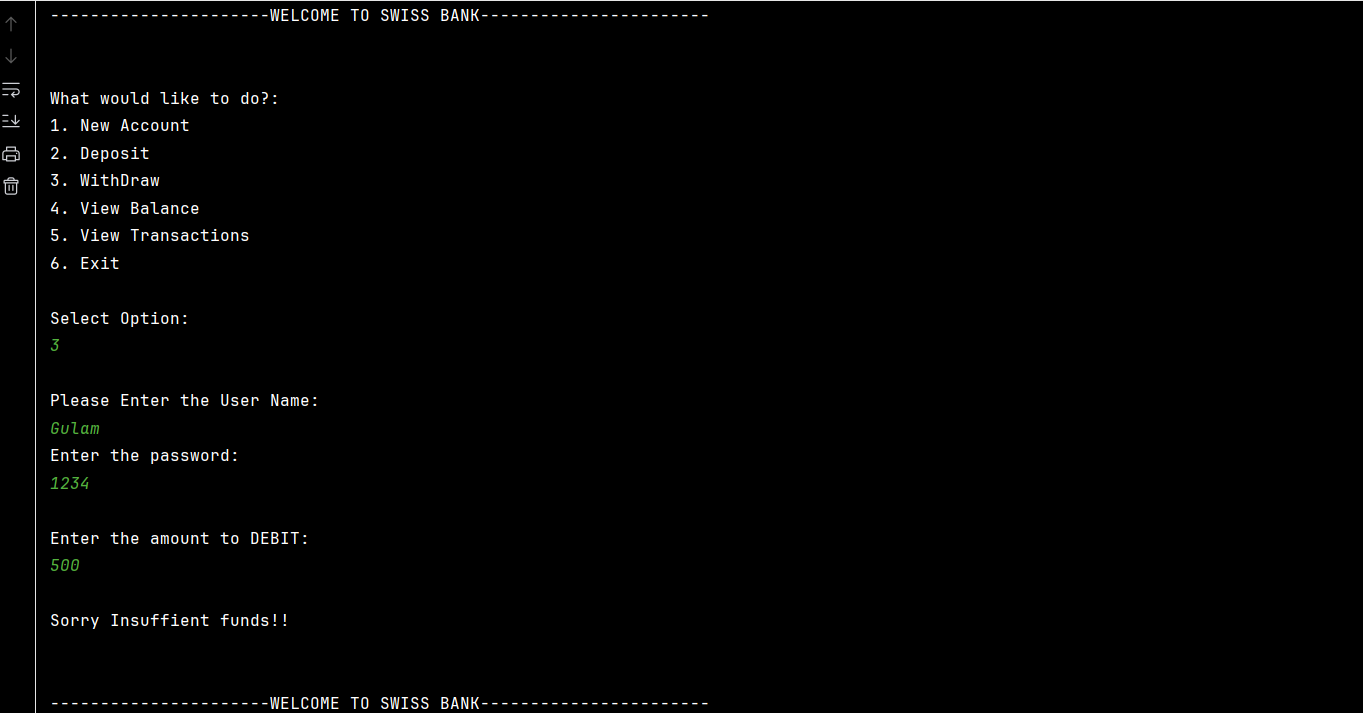 ----------------------WELCOME TO SWISS BANK-----------------------
What would like to do?:
1. New Account
2. Deposit
3. WithDraw
4. View Balance
5. View Transactions
6. Exit
Select Option:
3
Please Enter the User Name:
Gulam
Enter the password:
1234
Enter the amount to DEBIT:
500
Sorry Insuffient funds!!
----------------------WELCOME TO SWISS BANK-----------------------